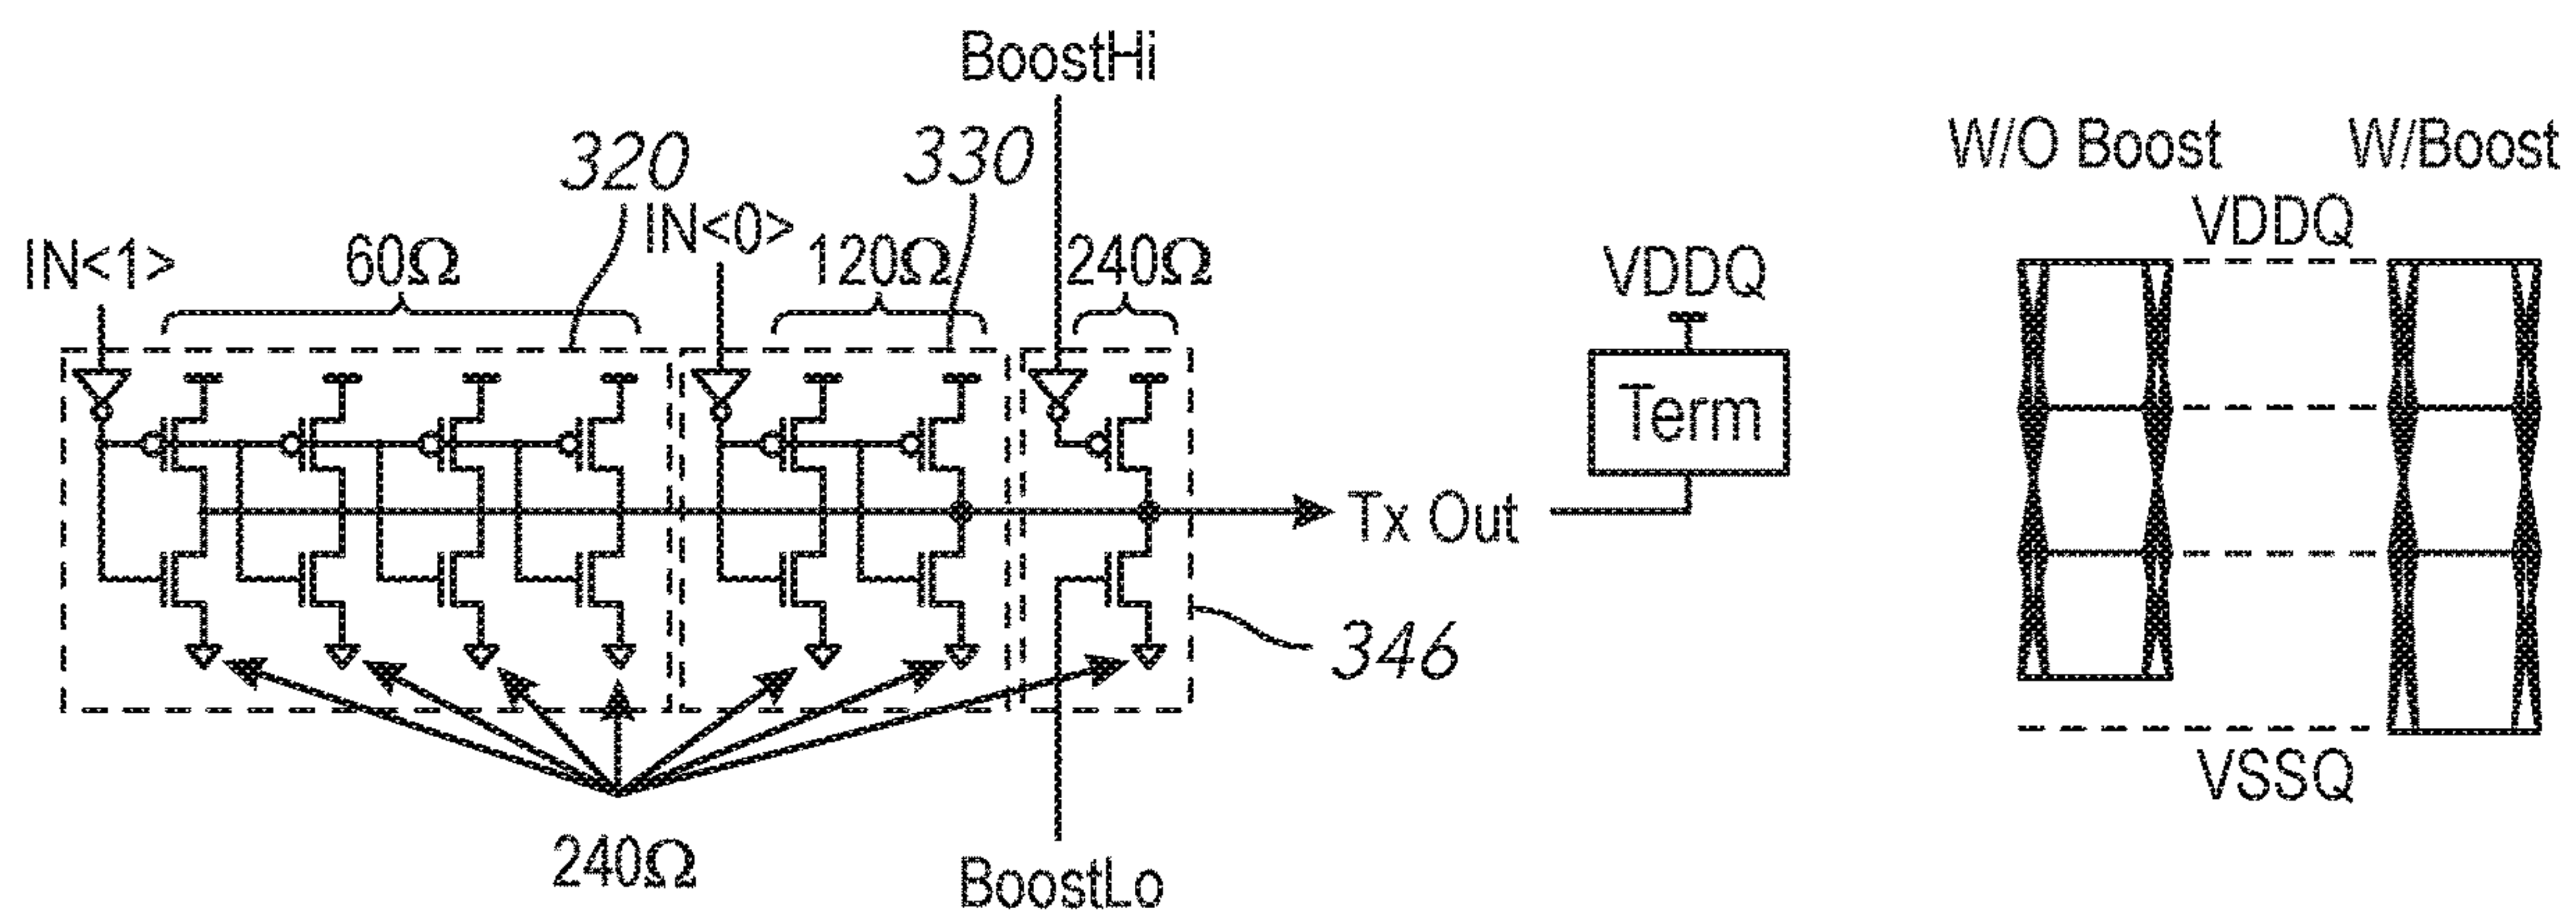 BoostHi
320
330
W/O Boost
W/Boost
IN<1>
60Ω
IN<0>
120Ω
240Ω
VDDQ
VDDQ
Term
Tx Out
346
240Ω
BoostLo
VSSQ